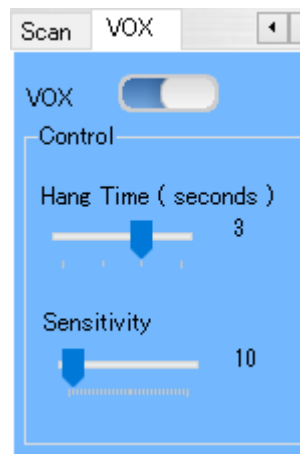 Scan VOX
VOX
Control
Hang Time ( seconds )
3
Sensitivity
10